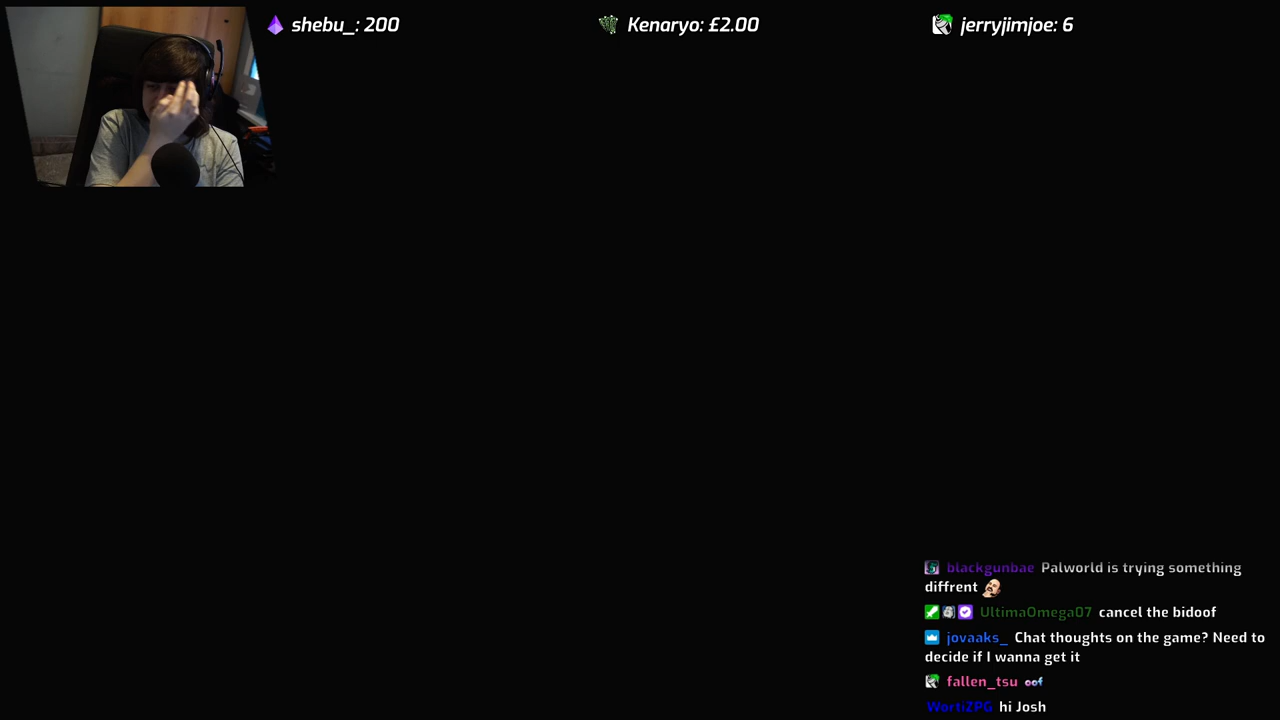 shebu_: 200
Kenaryo: £2.00
jerryjimjoe: 6
blackgunbae Palworld is trying something
diffrent
UltimaOmega07 cancel the bidoof
jovaaks_ Chat thoughts on the game? Need to
decide if I wanna get it
fallen_tsu oof
WortiZPG hi Josh